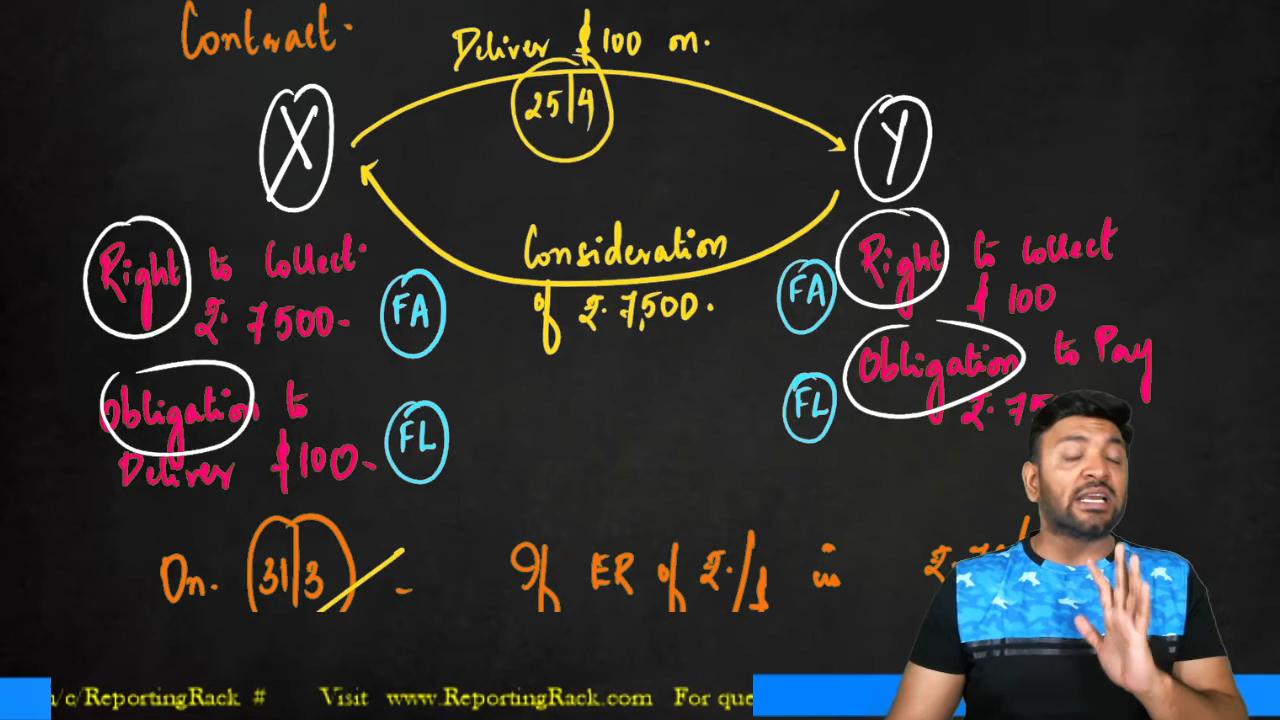 Contract.
Deliver $ 100 on.
25|4
X
Y
Consideration
of ₹. 7,500.
Right to Collect.
₹. 7500.
FA
Obligation to
Deliver $100.
FL
Right to collect
$ 100
FA
Obligation to Pay
FL
On. 31|3 -
If ER of ₹./$ is
/c/ReportingRack # Visit www.ReportingRack.com For que